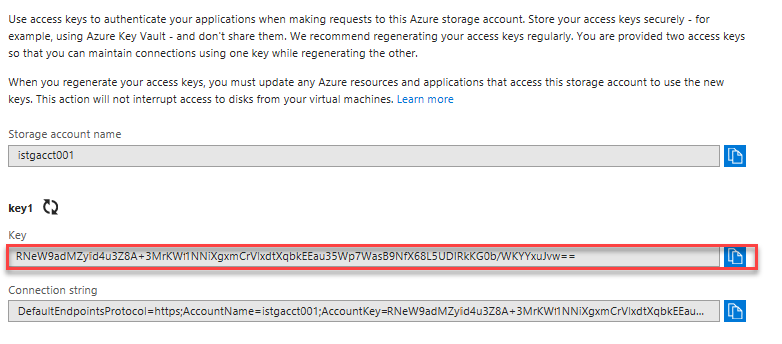 Use access keys to authenticate your applications when making requests to this Azure storage account. Store your access keys securely - for
example, using Azure Key Vault - and don't share them. We recommend regenerating your access keys regularly. You are provided two access keys
so that you can maintain connections using one key while regenerating the other.
When you regenerate your access keys, you must update any Azure resources and applications that access this storage account to use the new
keys. This action will not interrupt access to disks from your virtual machines. Learn more
Storage account name
istgacct001
key1
Key
Connection string
DefaultEndpointsProtocol=https;AccountName=istgacct001;AccountKey=